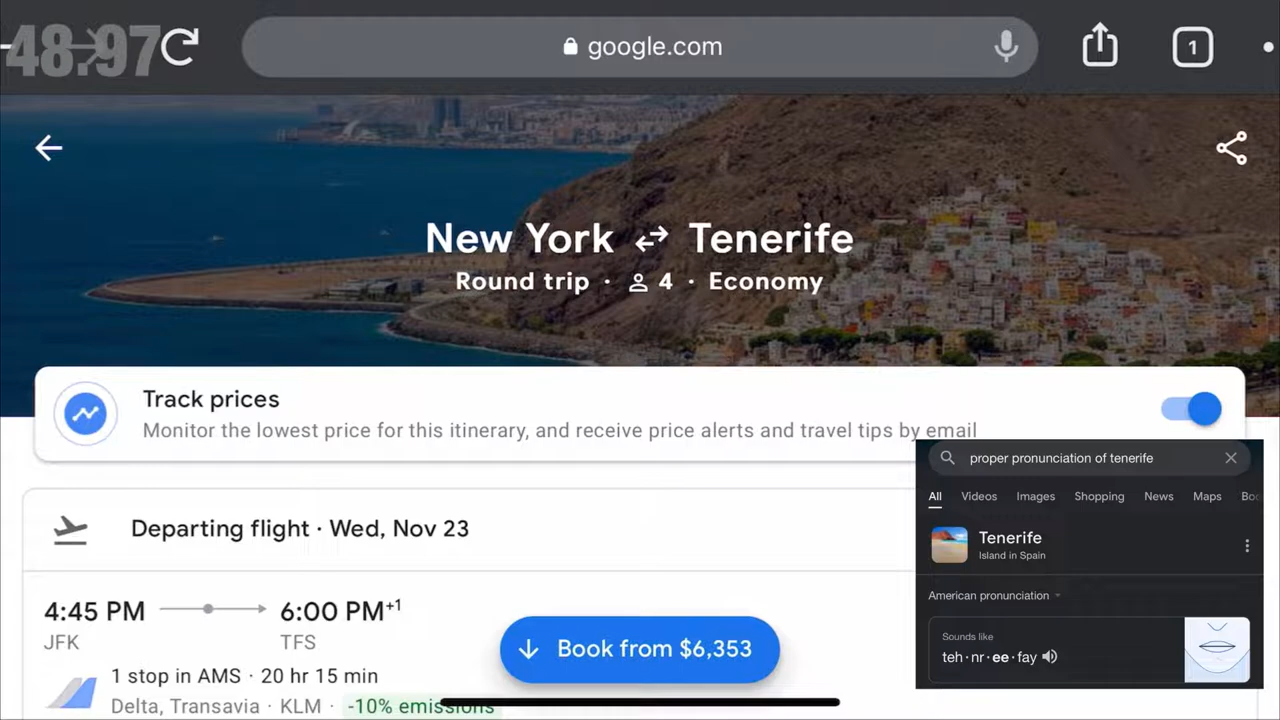 48.97
google.com
1
New York Tenerife
Round trip · 4 · Economy
Track prices
Monitor the lowest price for this itinerary, and receive price alerts and travel tips by email
Departing flight · Wed, Nov 23
4:45 PM 6:00 PM+1
JFK TFS
1 stop in AMS · 20 hr 15 min
Delta, Transavia · KLM · -10% emissions
Book from $6,353
proper pronunciation of tenerife
All Videos Images Shopping News Maps Boo
Tenerife
Island in Spain
American pronunciation
Sounds like
teh·nr·ee·fay